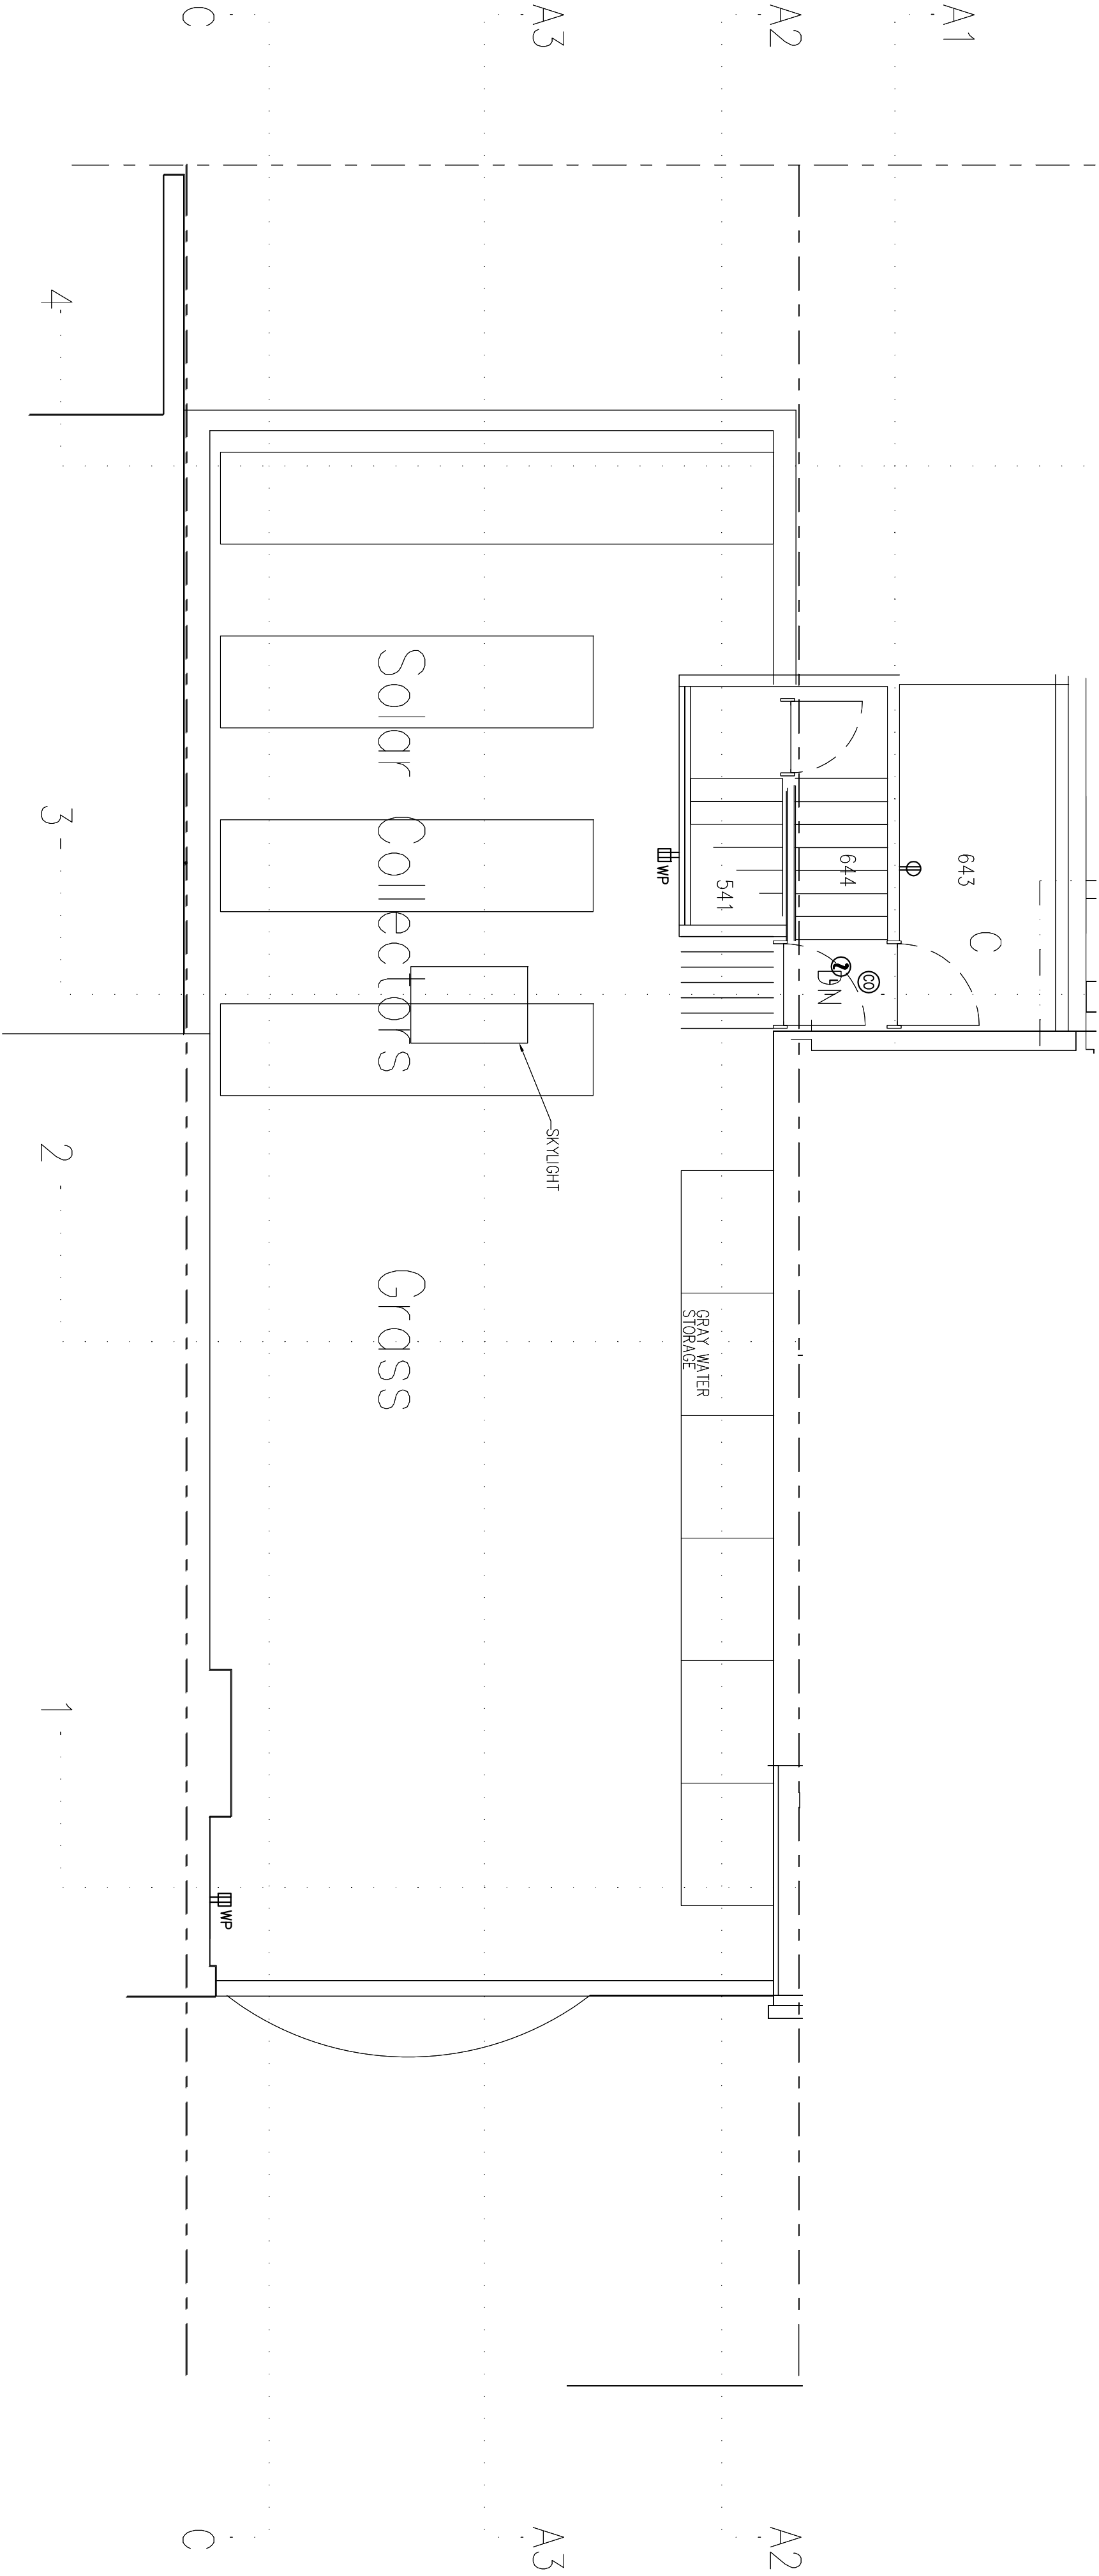 A1
A2
A3
C
4
3
2
1
643
C
644
541
DN
CO
WP
Solar Collectors
SKYLIGHT
GRAY WATER
STORAGE
Grass
WP
A2
A3
C